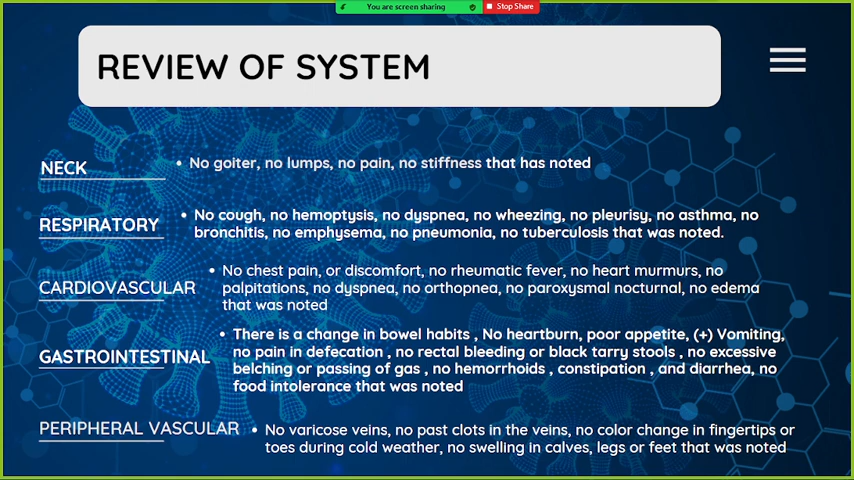 You are screen sharing
Stop Share
REVIEW OF SYSTEM
NECK
• No goiter, no lumps, no pain, no stiffness that has noted
RESPIRATORY
• No cough, no hemoptysis, no dyspnea, no wheezing, no pleurisy, no asthma, no
bronchitis, no emphysema, no pneumonia, no tuberculosis that was noted.
CARDIOVASCULAR
• No chest pain, or discomfort, no rheumatic fever, no heart murmurs, no
palpitations, no dyspnea, no orthopnea, no paroxysmal nocturnal, no edema
that was noted
GASTROINTESTINAL
• There is a change in bowel habits , No heartburn, poor appetite, (+) Vomiting,
no pain in defecation , no rectal bleeding or black tarry stools , no excessive
belching or passing of gas , no hemorrhoids , constipation , and diarrhea, no
food intolerance that was noted
PERIPHERAL VASCULAR
• No varicose veins, no past clots in the veins, no color change in fingertips or
toes during cold weather, no swelling in calves, legs or feet that was noted